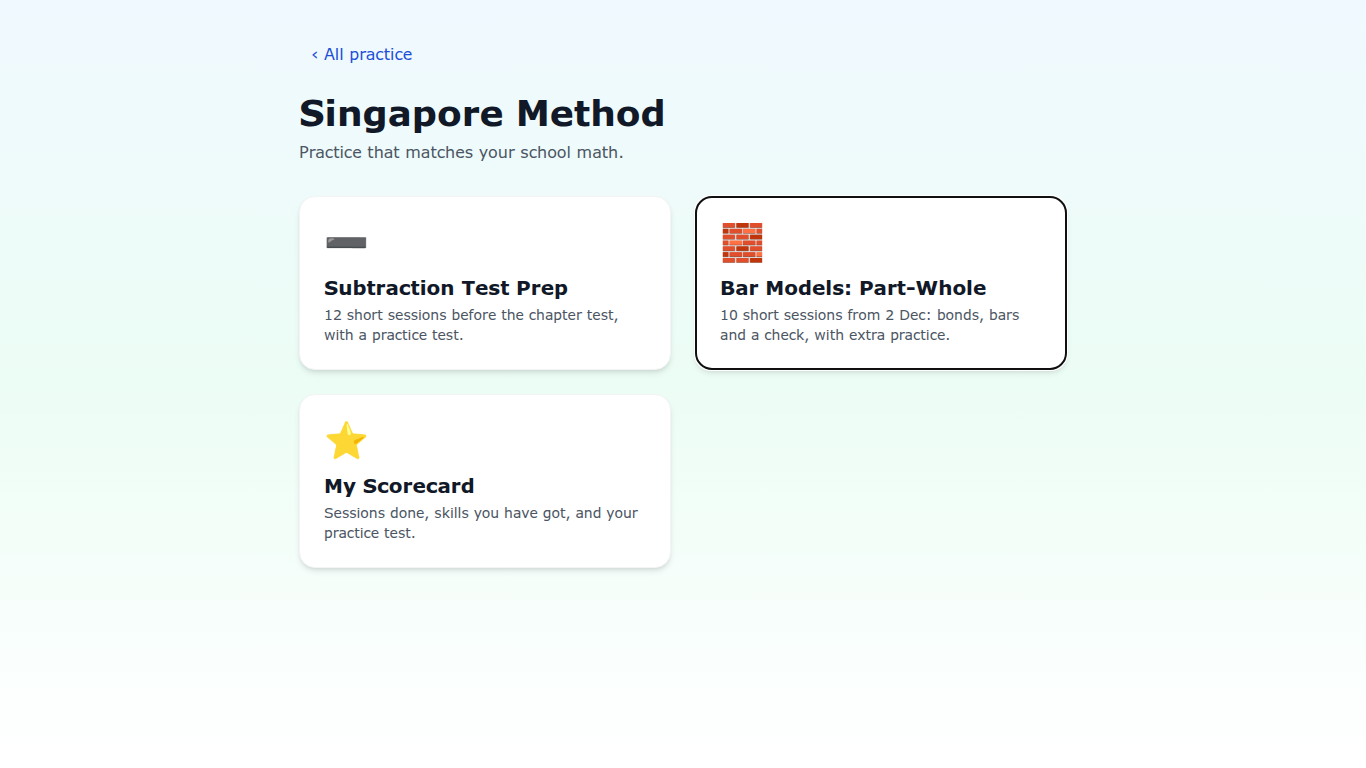 ‹ All practice
Singapore Method
Practice that matches your school math.
Subtraction Test Prep
12 short sessions before the chapter test,
with a practice test.
Bar Models: Part–Whole
10 short sessions from 2 Dec: bonds, bars
and a check, with extra practice.
My Scorecard
Sessions done, skills you have got, and your
practice test.